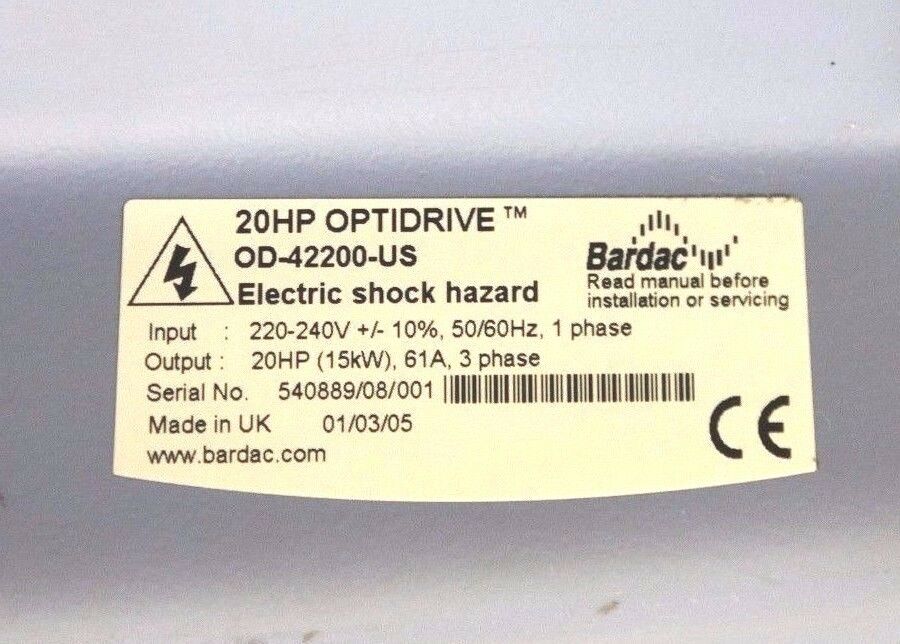 20HP OPTIDRIVE ™
OD-42200-US
Electric shock hazard
Bardac
Read manual before
installation or servicing
Input : 220-240V +/- 10%, 50/60Hz, 1 phase
Output : 20HP (15kW), 61A, 3 phase
Serial No. 540889/08/001
Made in UK 01/03/05
www.bardac.com
CE